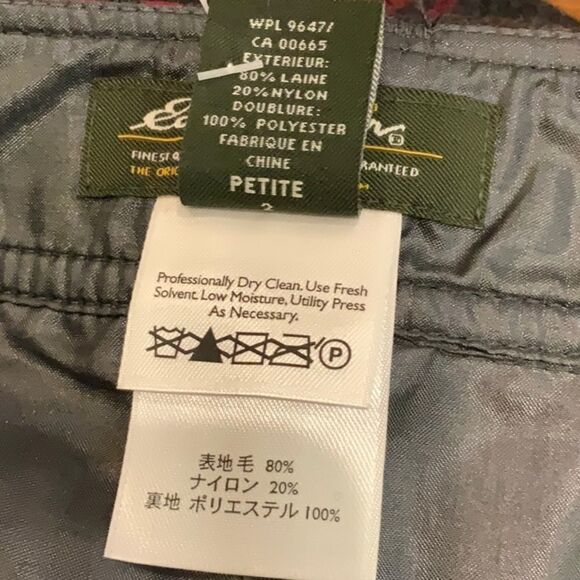 WPL 9647/
CA 00665
EXTERIEUR:
80% LAINE
20% NYLON
DOUBLURE:
100% POLYESTER
FABRIQUE EN
CHINE
PETITE
2
FINEST
THE ORIG
Professionally Dry Clean. Use Fresh
Solvent. Low Moisture, Utility Press
As Necessary.
P
表地 毛 80%
ナイロン 20%
裏地 ポリエステル 100%